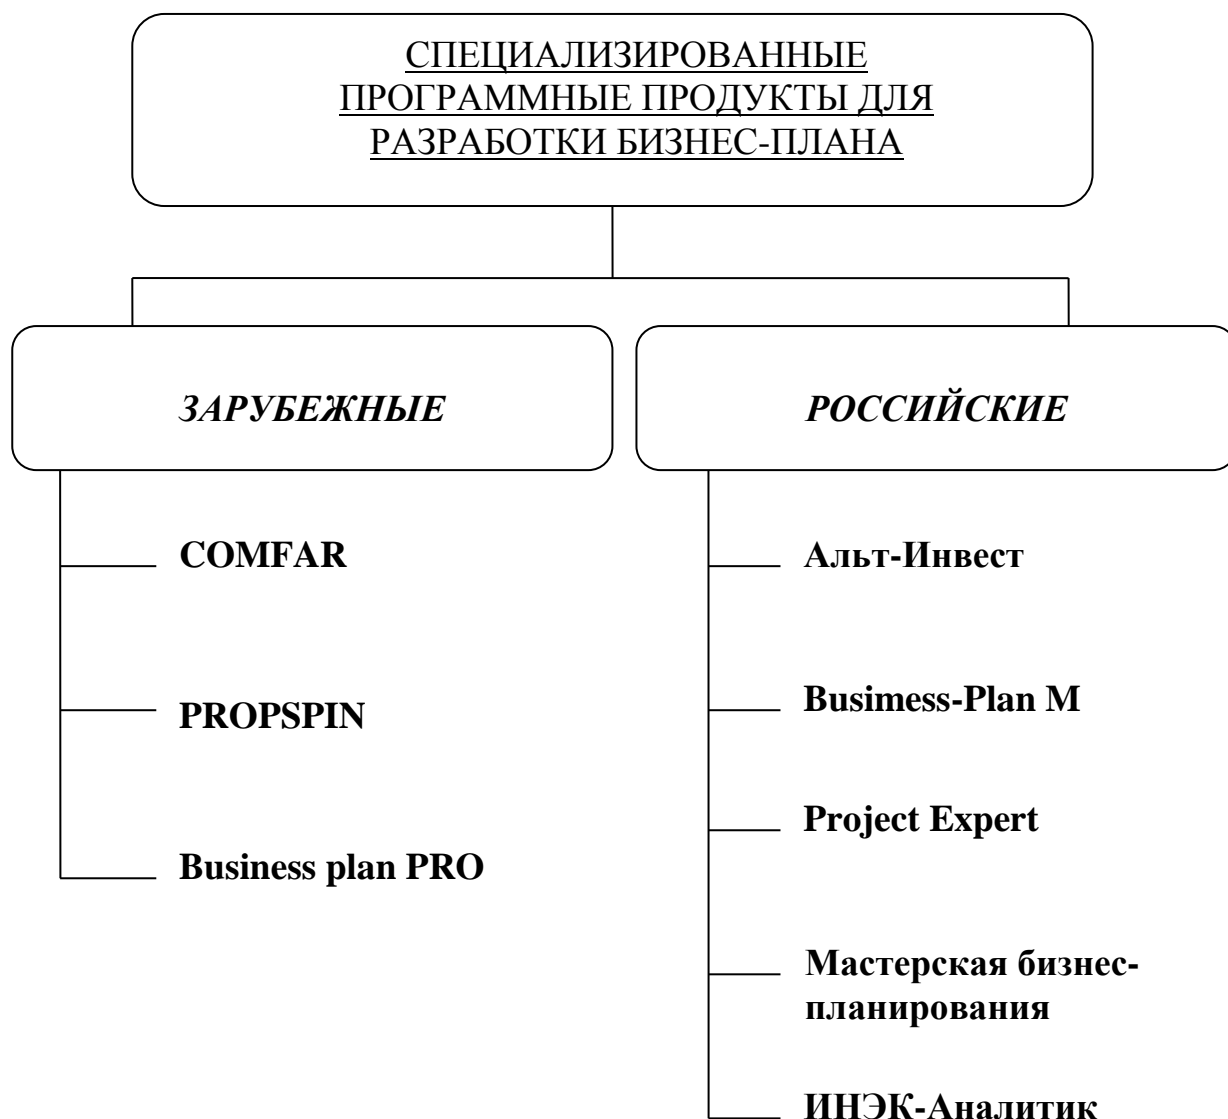 СПЕЦИАЛИЗИРОВАННЫЕ
ПРОГРАММНЫЕ ПРОДУКТЫ ДЛЯ
РАЗРАБОТКИ БИЗНЕС-ПЛАНА
ЗАРУБЕЖНЫЕ
COMFAR
PROPSPIN
Business plan PRO
РОССИЙСКИЕ
Альт-Инвест
Busimess-Plan M
Project Expert
Мастерская бизнес-
планирования
ИНЭК-Аналитик